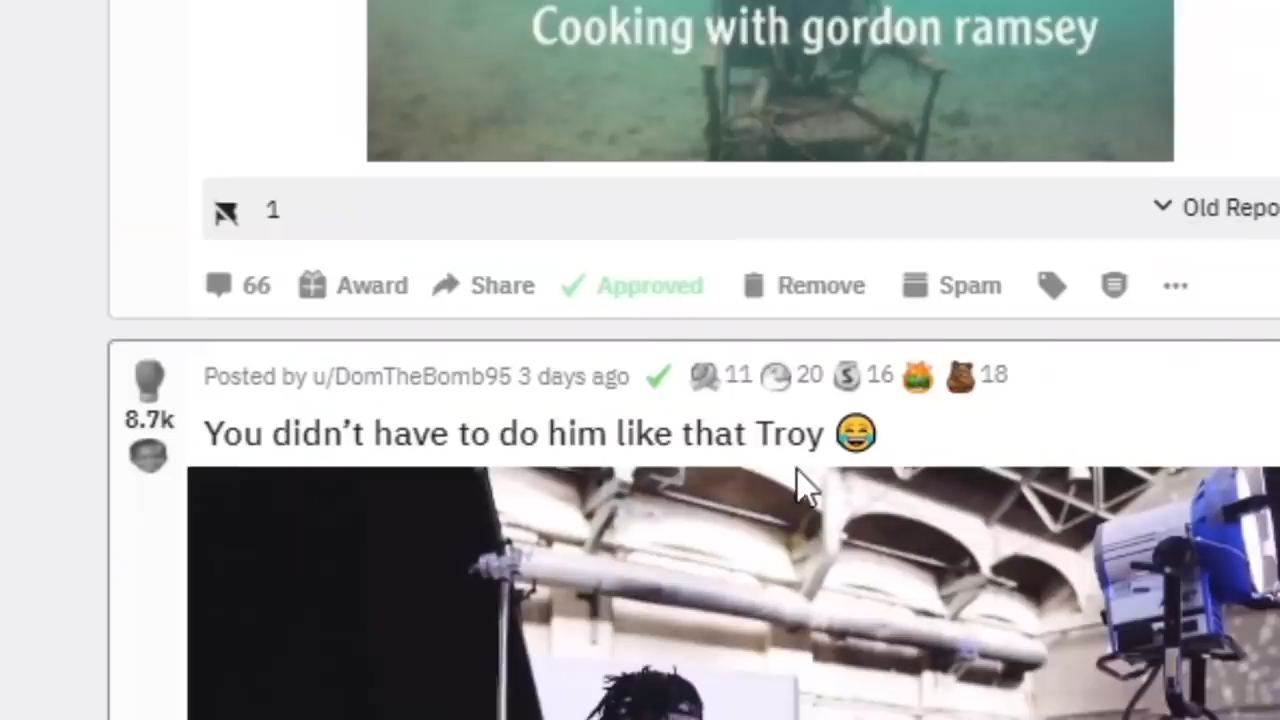 Cooking with gordon ramsey
1
Old Repo
66 Award Share Approved Remove Spam
Posted by u/DomTheBomb95 3 days ago 11 20 16 18
8.7k
You didn't have to do him like that Troy 😂